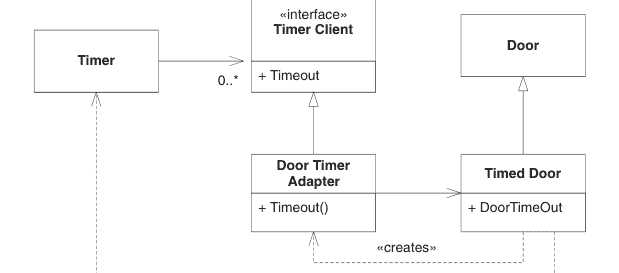 «interface»
Timer Client
Timer
Door
0..*
+ Timeout
Door Timer
Adapter
Timed Door
+ Timeout()
+ DoorTimeOut
«creates»